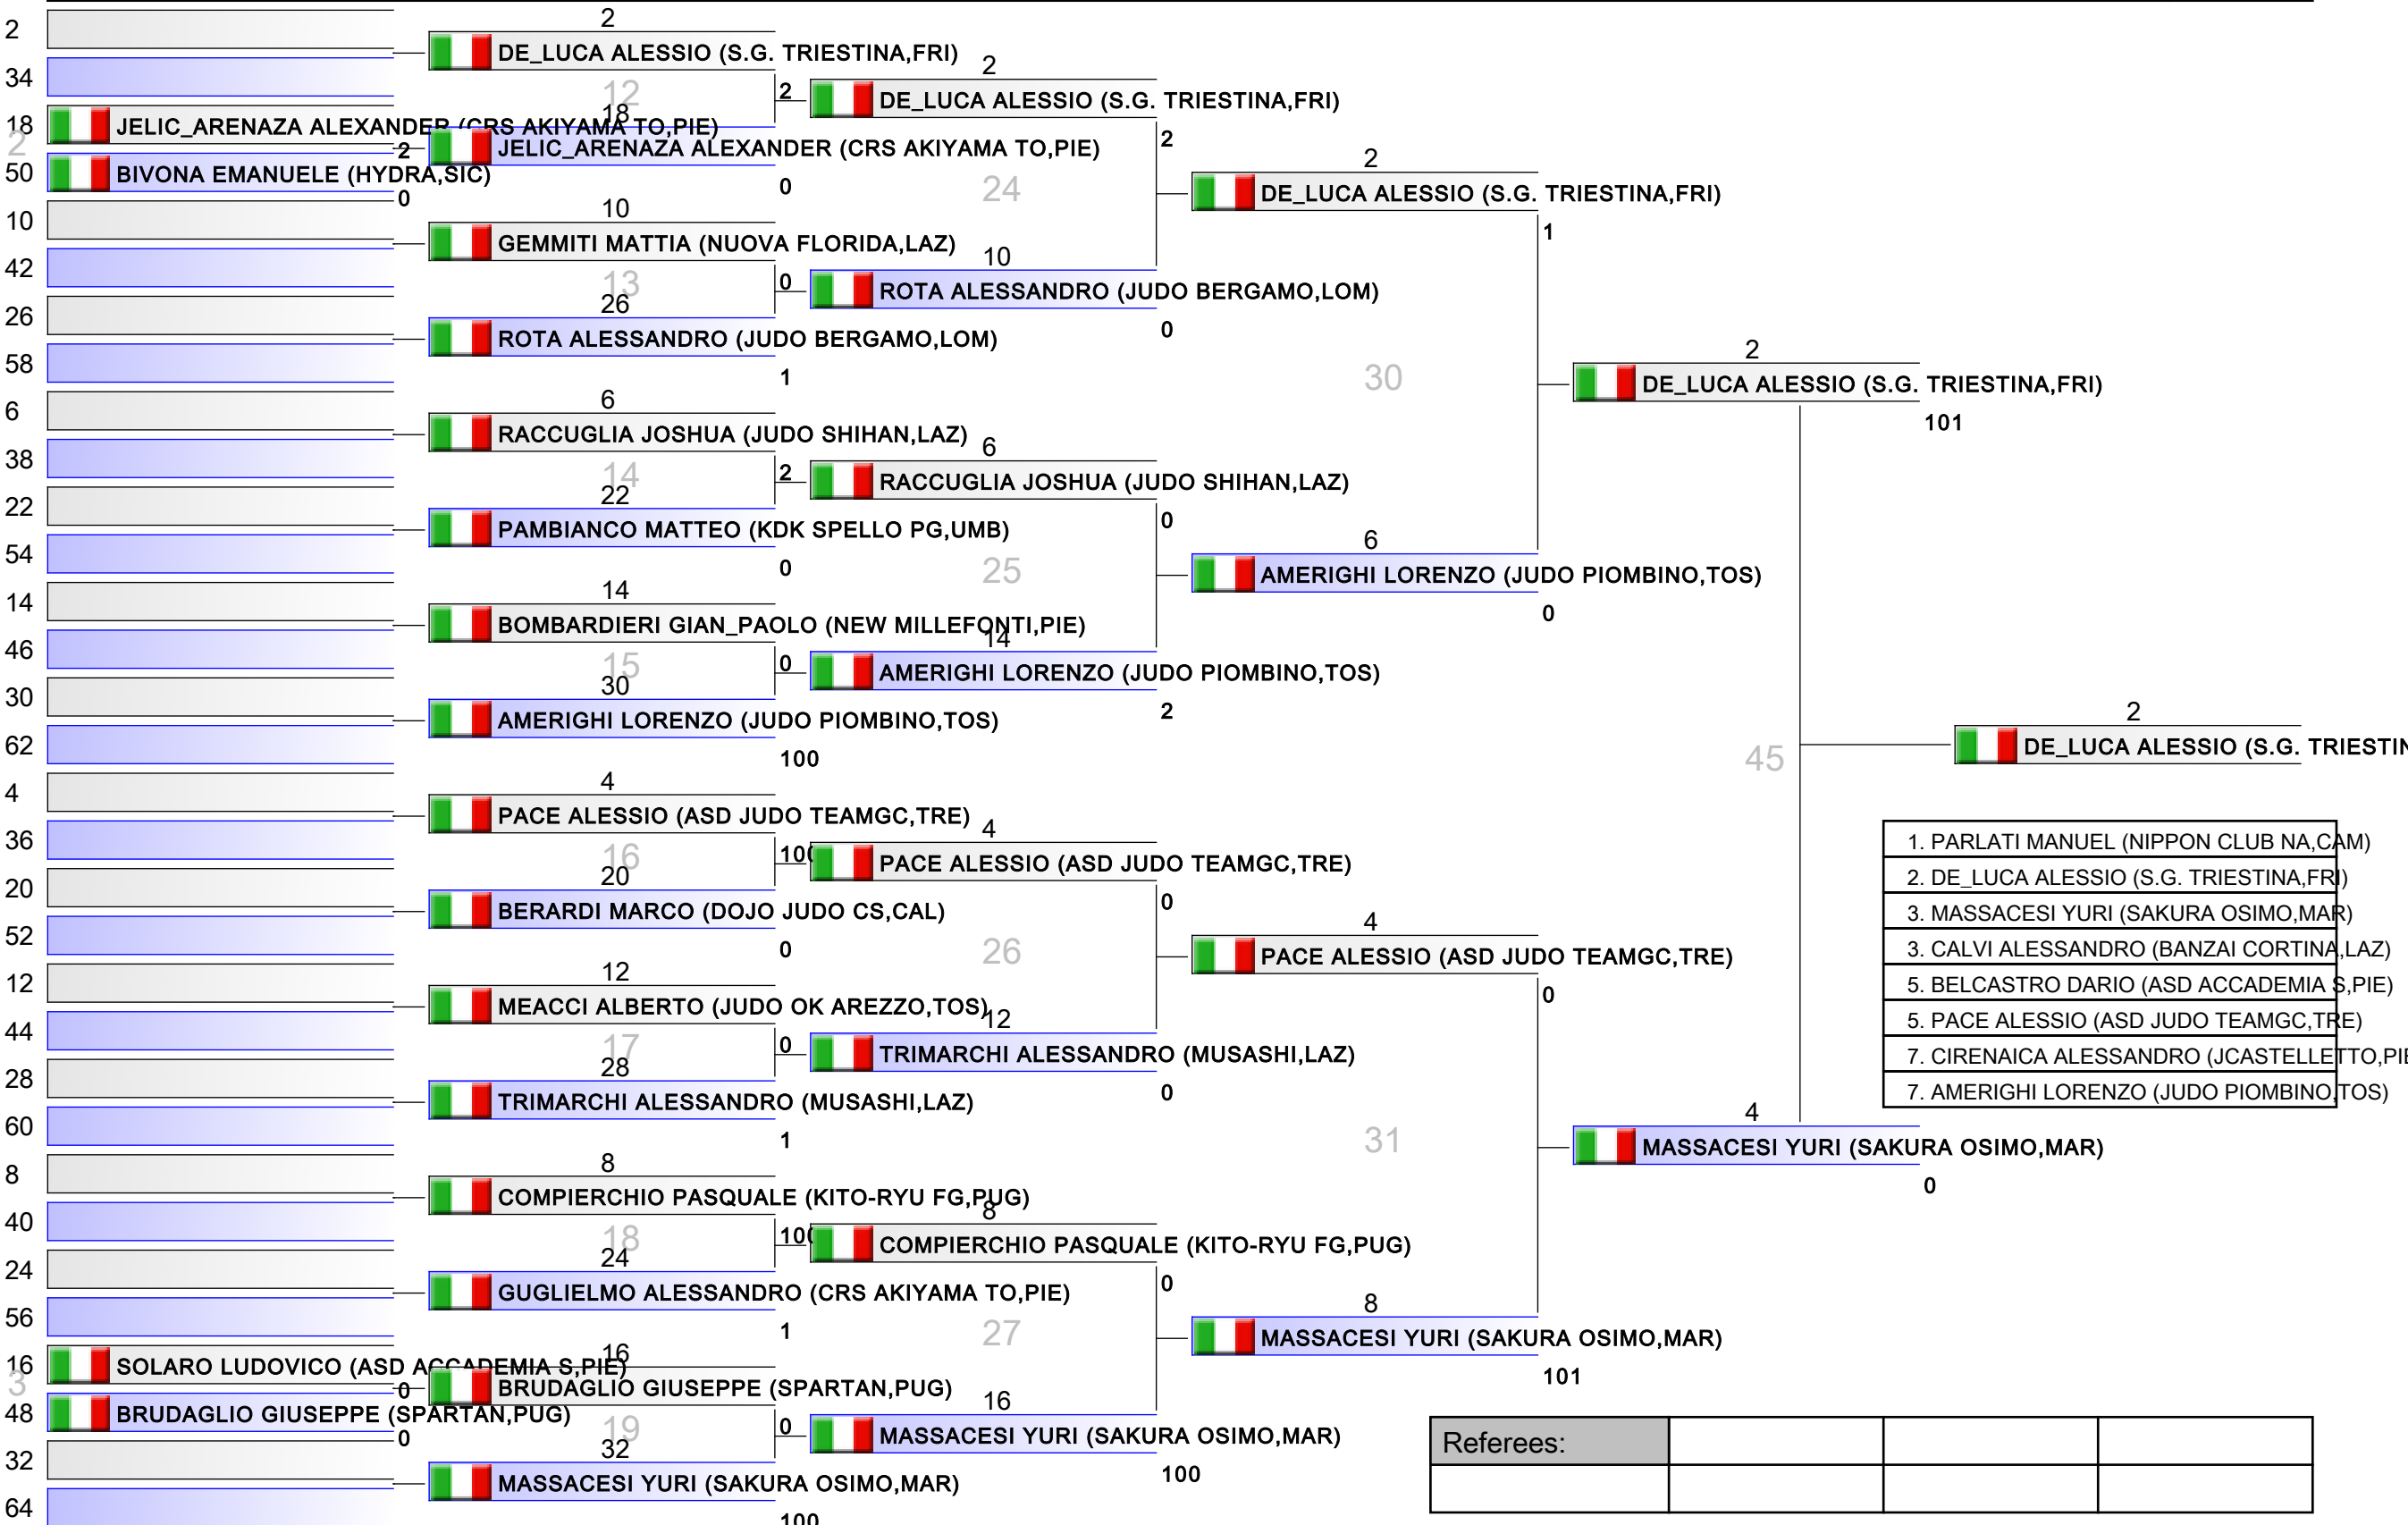 2
34
18
2
50
10
42
26
58
6
38
22
54
14
46
30
62
4
36
20
52
12
44
28
60
8
40
24
56
16
3
48
32
64
JELIC_ARENAZA ALEXANDER (CRS AKIYAMA TO,PIE)
2
BIVONA EMANUELE (HYDRA,SIC)
0
SOLARO LUDOVICO (ASD ACCADEMIA S,PIE)
0
BRUDAGLIO GIUSEPPE (SPARTAN,PUG)
0
2
DE_LUCA ALESSIO (S.G. TRIESTINA,FRI)
2
12
18
JELIC_ARENAZA ALEXANDER (CRS AKIYAMA TO,PIE)
0
10
GEMMITI MATTIA (NUOVA FLORIDA,LAZ)
0
13
26
ROTA ALESSANDRO (JUDO BERGAMO,LOM)
1
6
RACCUGLIA JOSHUA (JUDO SHIHAN,LAZ)
2
14
22
PAMBIANCO MATTEO (KDK SPELLO PG,UMB)
0
14
BOMBARDIERI GIAN_PAOLO (NEW MILLEFONTI,PIE)
0
15
30
AMERIGHI LORENZO (JUDO PIOMBINO,TOS)
100
4
PACE ALESSIO (ASD JUDO TEAMGC,TRE)
100
16
20
BERARDI MARCO (DOJO JUDO CS,CAL)
0
12
MEACCI ALBERTO (JUDO OK AREZZO,TOS)
0
17
28
TRIMARCHI ALESSANDRO (MUSASHI,LAZ)
1
8
COMPIERCHIO PASQUALE (KITO-RYU FG,PUG)
100
18
24
GUGLIELMO ALESSANDRO (CRS AKIYAMA TO,PIE)
1
16
BRUDAGLIO GIUSEPPE (SPARTAN,PUG)
0
19
32
MASSACESI YURI (SAKURA OSIMO,MAR)
100
2
DE_LUCA ALESSIO (S.G. TRIESTINA,FRI)
2
24
10
ROTA ALESSANDRO (JUDO BERGAMO,LOM)
0
6
RACCUGLIA JOSHUA (JUDO SHIHAN,LAZ)
0
25
14
AMERIGHI LORENZO (JUDO PIOMBINO,TOS)
2
4
PACE ALESSIO (ASD JUDO TEAMGC,TRE)
0
26
12
TRIMARCHI ALESSANDRO (MUSASHI,LAZ)
0
8
COMPIERCHIO PASQUALE (KITO-RYU FG,PUG)
0
27
16
MASSACESI YURI (SAKURA OSIMO,MAR)
100
2
DE_LUCA ALESSIO (S.G. TRIESTINA,FRI)
1
30
6
AMERIGHI LORENZO (JUDO PIOMBINO,TOS)
0
4
PACE ALESSIO (ASD JUDO TEAMGC,TRE)
0
31
8
MASSACESI YURI (SAKURA OSIMO,MAR)
101
2
DE_LUCA ALESSIO (S.G. TRIESTINA,FRI)
101
45
4
MASSACESI YURI (SAKURA OSIMO,MAR)
0
2
DE_LUCA ALESSIO (S.G. TRIESTIN
1. PARLATI MANUEL (NIPPON CLUB NA,CAM)
2. DE_LUCA ALESSIO (S.G. TRIESTINA,FRI)
3. MASSACESI YURI (SAKURA OSIMO,MAR)
3. CALVI ALESSANDRO (BANZAI CORTINA,LAZ)
5. BELCASTRO DARIO (ASD ACCADEMIA S,PIE)
5. PACE ALESSIO (ASD JUDO TEAMGC,TRE)
7. CIRENAICA ALESSANDRO (JCASTELLETTO,PIE
7. AMERIGHI LORENZO (JUDO PIOMBINO,TOS)
Referees: